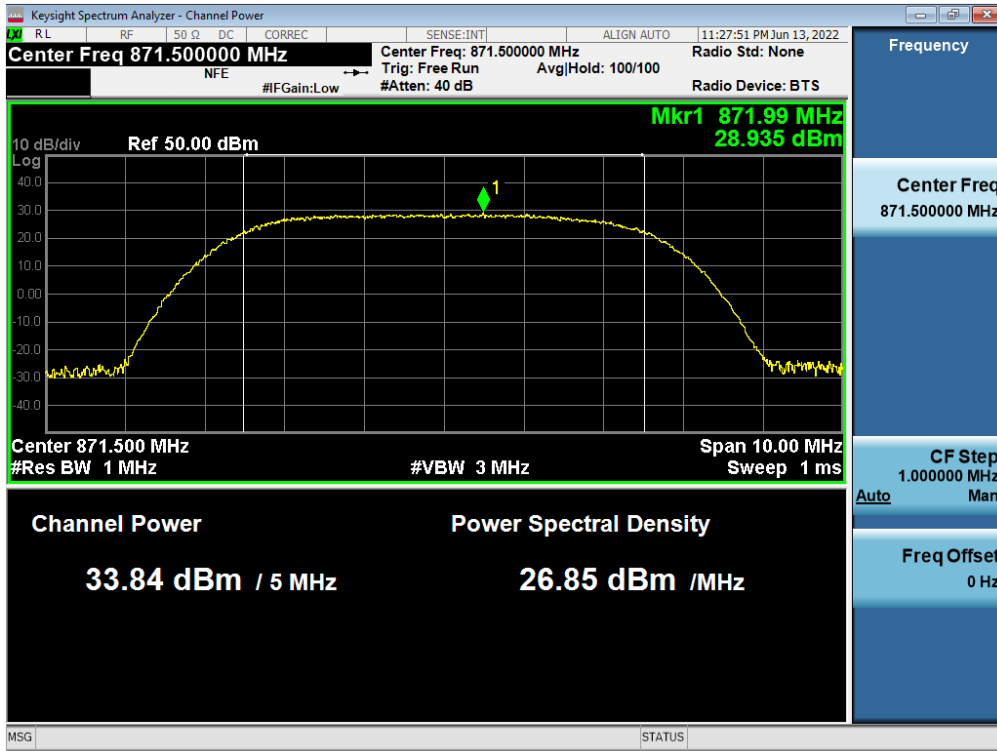 Keysight Spectrum Analyzer - Channel Power
LXI RL RF 50 Ω DC CORREC SENSE:INT ALIGN AUTO 11:27:51 PM Jun 13, 2022
Center Freq 871.500000 MHz
NFE
#IFGain:Low
Center Freq: 871.500000 MHz
Trig: Free Run Avg|Hold: 100/100
#Atten: 40 dB
Radio Std: None
Radio Device: BTS
Mkr1 871.99 MHz
28.935 dBm
10 dB/div Ref 50.00 dBm
Log
40.0
30.0
20.0
10.0
0.00
-10.0
-20.0
-30.0
-40.0
1
Center 871.500 MHz Span 10.00 MHz
#Res BW 1 MHz #VBW 3 MHz Sweep 1 ms
Channel Power Power Spectral Density
33.84 dBm / 5 MHz 26.85 dBm /MHz
Frequency
Center Freq
871.500000 MHz
CF Step
1.000000 MHz
Auto Man
Freq Offset
0 Hz
MSG STATUS